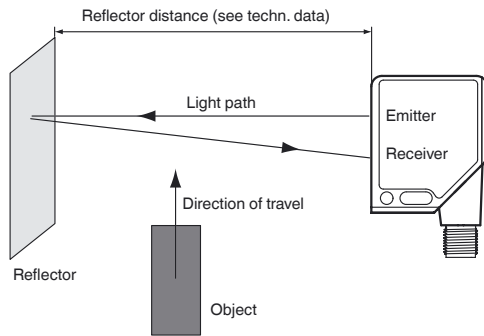 Reflector distance (see techn. data)
Light path
Emitter
Receiver
Direction of travel
Reflector
Object